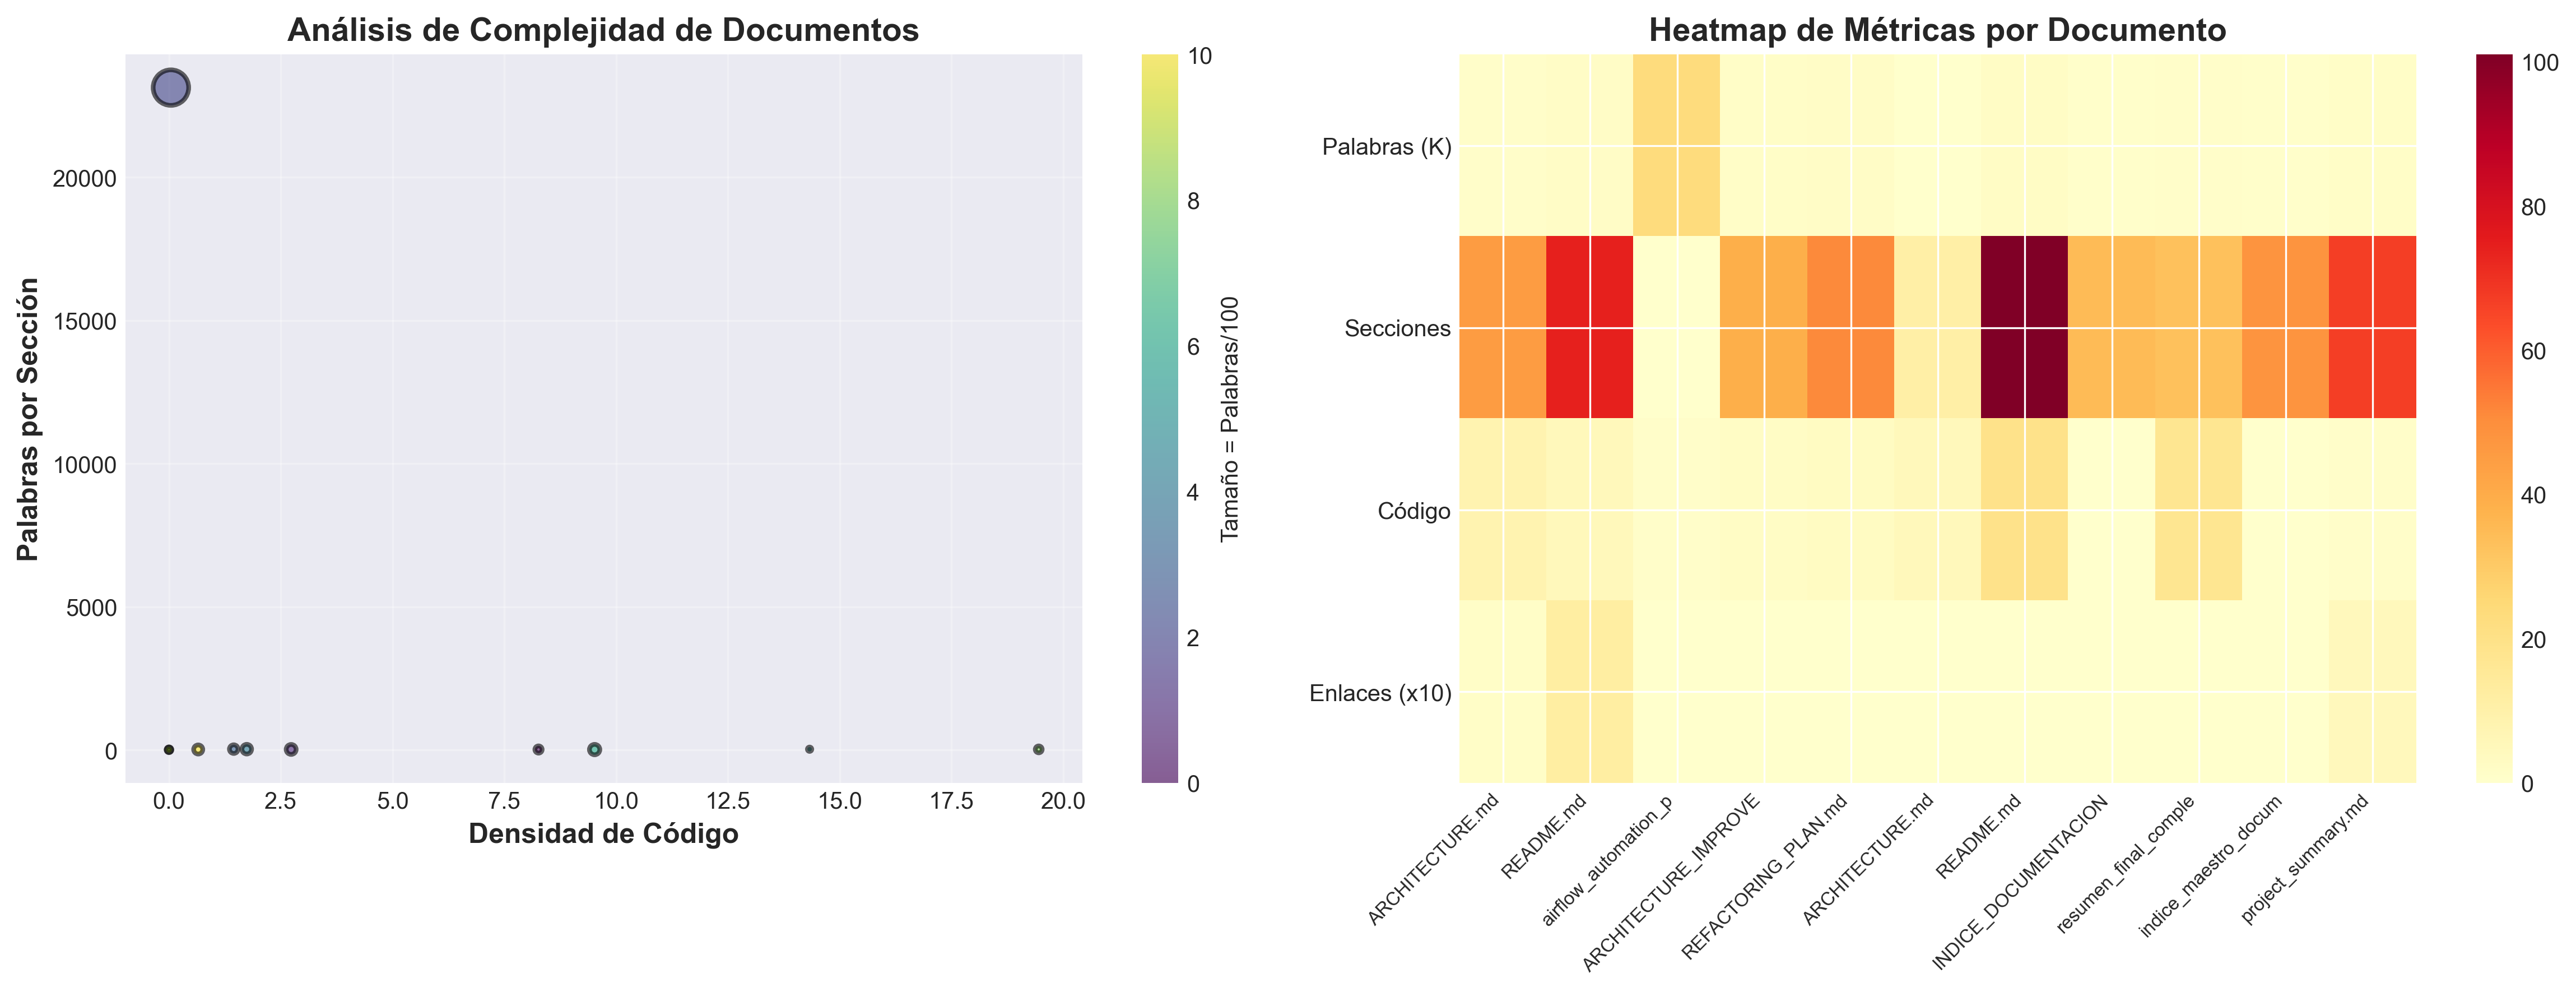 Análisis de Complejidad de Documentos
Palabras por Sección
20000
15000
10000
5000
0
0.0 2.5 5.0 7.5 10.0 12.5 15.0 17.5 20.0
Densidad de Código
10
8
6
4
2
0
Tamaño = Palabras/100
Heatmap de Métricas por Documento
Palabras (K)
Secciones
Código
Enlaces (x10)
ARCHITECTURE.md
README.md
airflow_automation_p
ARCHITECTURE_IMPROVE
REFACTORING_PLAN.md
ARCHITECTURE.md
README.md
INDICE_DOCUMENTACION
resumen_final_comple
indice_maestro_docum
project_summary.md
100
80
60
40
20
0